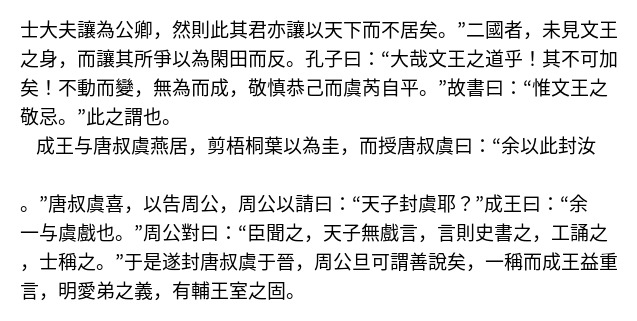 士大夫讓為公卿，然則此其君亦讓以天下而不居矣。”二國者，未見文王
之身，而讓其所爭以為閑田而反。孔子曰：“大哉文王之道乎！其不可加
矣！不動而變，無為而成，敬慎恭己而虞芮自平。”故書曰：“惟文王之
敬忌。”此之謂也。
成王与唐叔虞燕居，剪梧桐葉以為圭，而授唐叔虞曰：“余以此封汝
。”唐叔虞喜，以告周公，周公以請曰：“天子封虞耶？”成王曰：“余
一与虞戲也。”周公對曰：“臣聞之，天子無戲言，言則史書之，工誦之
，士稱之。”于是遂封唐叔虞于晉，周公旦可謂善說矣，一稱而成王益重
言，明愛弟之義，有輔王室之固。